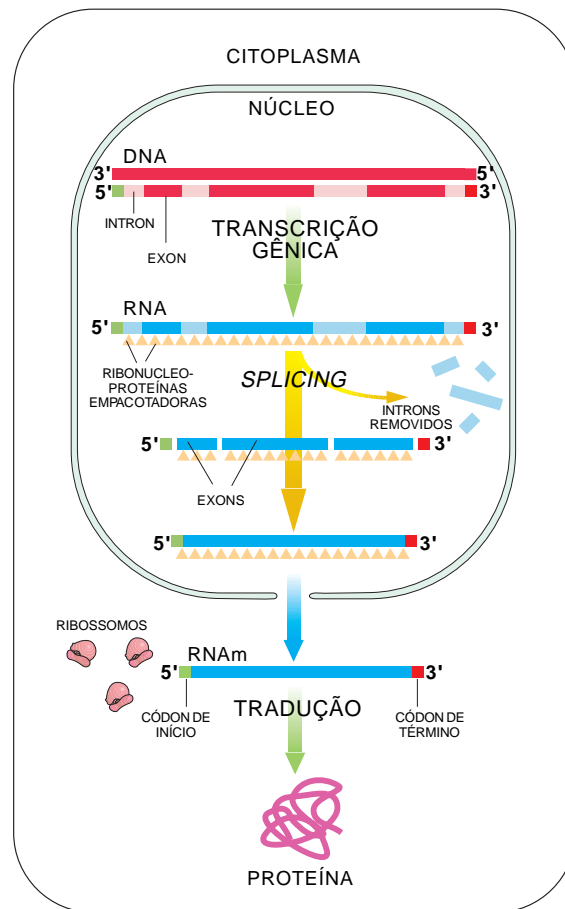 CITOPLASMA
NÚCLEO
DNA
3' 5'
5' 3'
INTRON
EXON
TRANSCRIÇÃO
GÊNICA
RNA
5' 3'
RIBONUCLEO-
PROTEÍNAS
EMPACOTADORAS
SPLICING
INTRONS
REMOVIDOS
5' 3'
EXONS
5' 3'
RIBOSSOMOS
RNAm
5' 3'
CÓDON DE
INÍCIO
TRADUÇÃO
CÓDON DE
TÉRMINO
PROTEÍNA